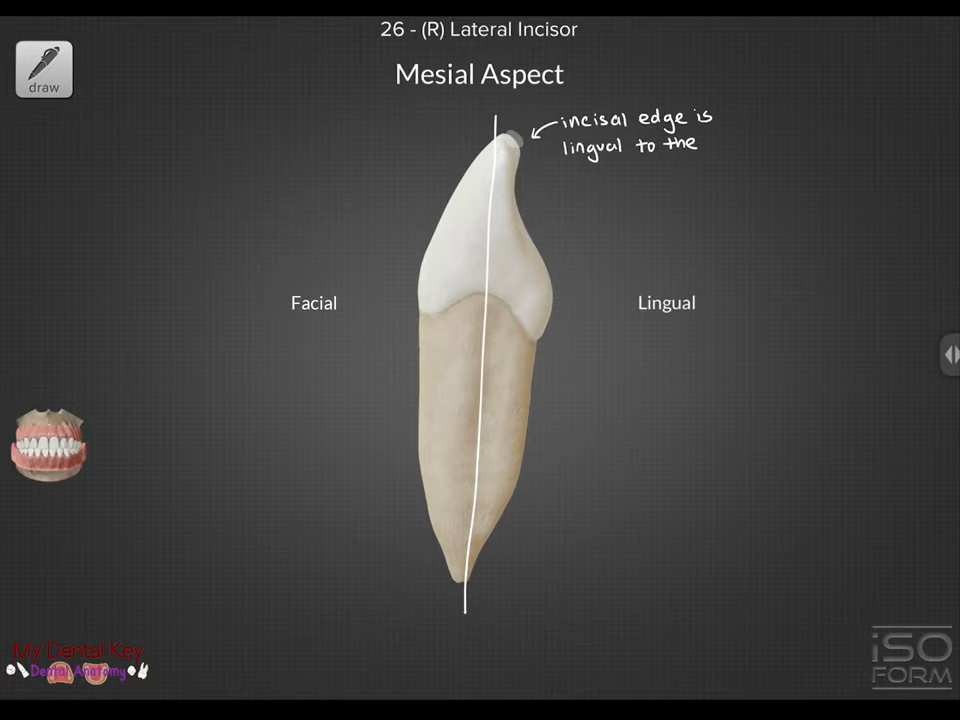 26 - (R) Lateral Incisor
Mesial Aspect
draw
incisal edge is
lingual to the
Facial
Lingual
My Dental Key
Dental Anatomy
iSO
FORM